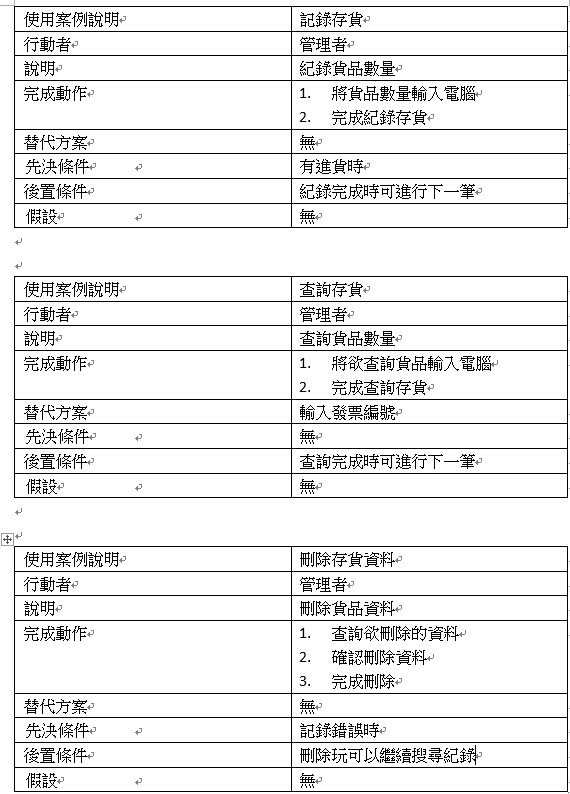 使用案例說明 記錄存貨
行動者 管理者
說明 紀錄貨品數量
完成動作 1. 將貨品數量輸入電腦
2. 完成紀錄存貨
替代方案 無
先決條件 有進貨時
後置條件 紀錄完成時可進行下一筆
假設 無
使用案例說明 查詢存貨
行動者 管理者
說明 查詢貨品數量
完成動作 1. 將欲查詢貨品輸入電腦
2. 完成查詢存貨
替代方案 輸入發票編號
先決條件 無
後置條件 查詢完成時可進行下一筆
假設 無
使用案例說明 刪除存貨資料
行動者 管理者
說明 刪除貨品資料
完成動作 1. 查詢欲刪除的資料
2. 確認刪除資料
3. 完成刪除
替代方案 無
先決條件 記錄錯誤時
後置條件 刪除玩可以繼續搜尋紀錄
假設 無